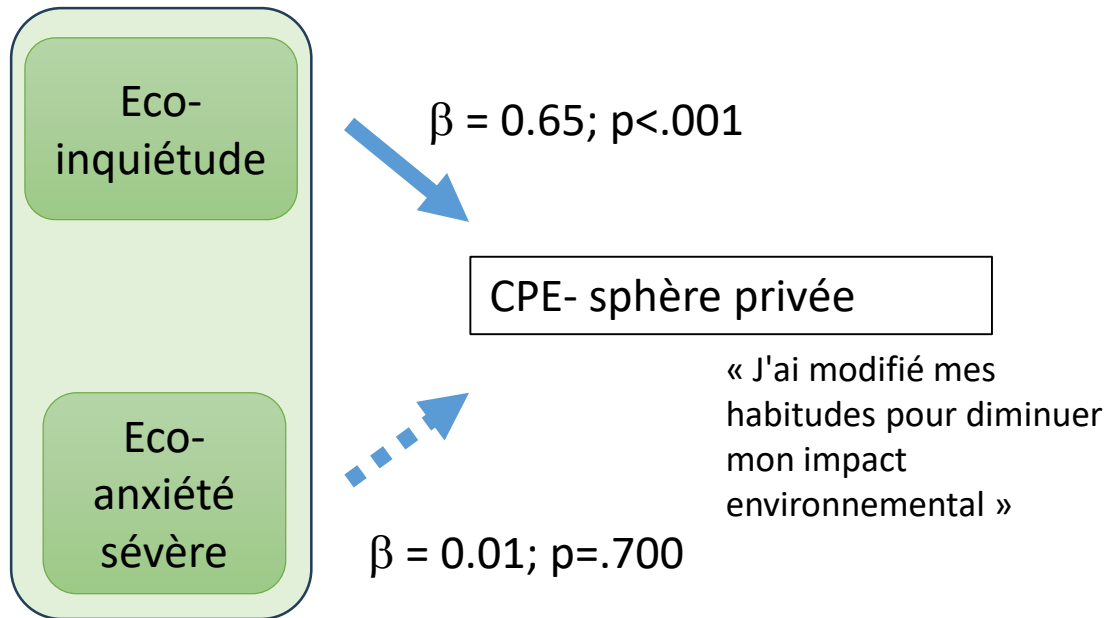 Eco-
inquiétude
β = 0.65; p<.001
CPE- sphère privée
« J'ai modifié mes
habitudes pour diminuer
mon impact
environnemental »
Eco-
anxiété
sévère
β = 0.01; p=.700